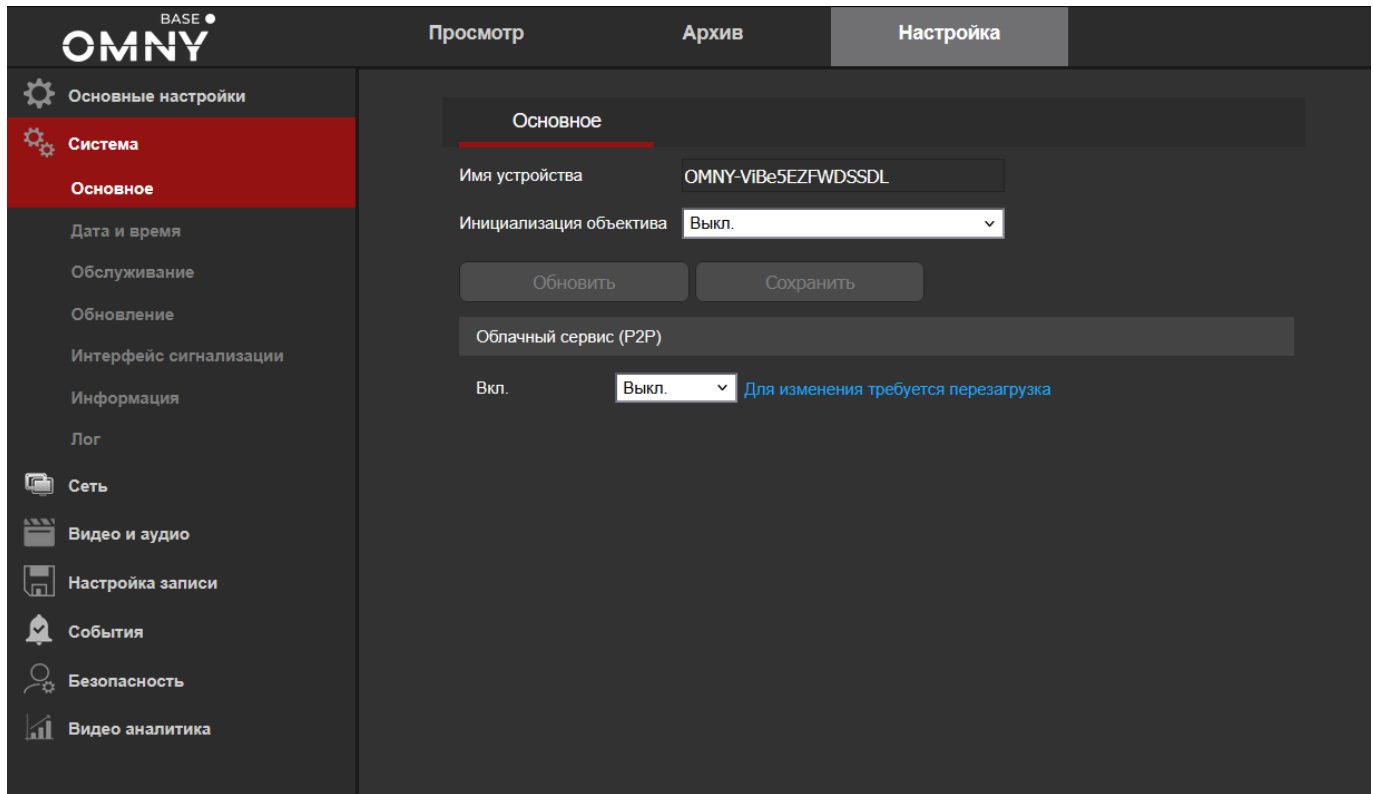 BASE
OMNY
Просмотр
Архив
Настройка
Основные настройки
Система
Основное
Дата и время
Обслуживание
Обновление
Интерфейс сигнализации
Информация
Лог
Сеть
Видео и аудио
Настройка записи
События
Безопасность
Видео аналитика
Основное
Имя устройства OMNY-ViBe5EZFWDSSDL
Инициализация объектива Выкл.
Обновить Сохранить
Облачный сервис (P2P)
Вкл. Выкл. Для изменения требуется перезагрузка